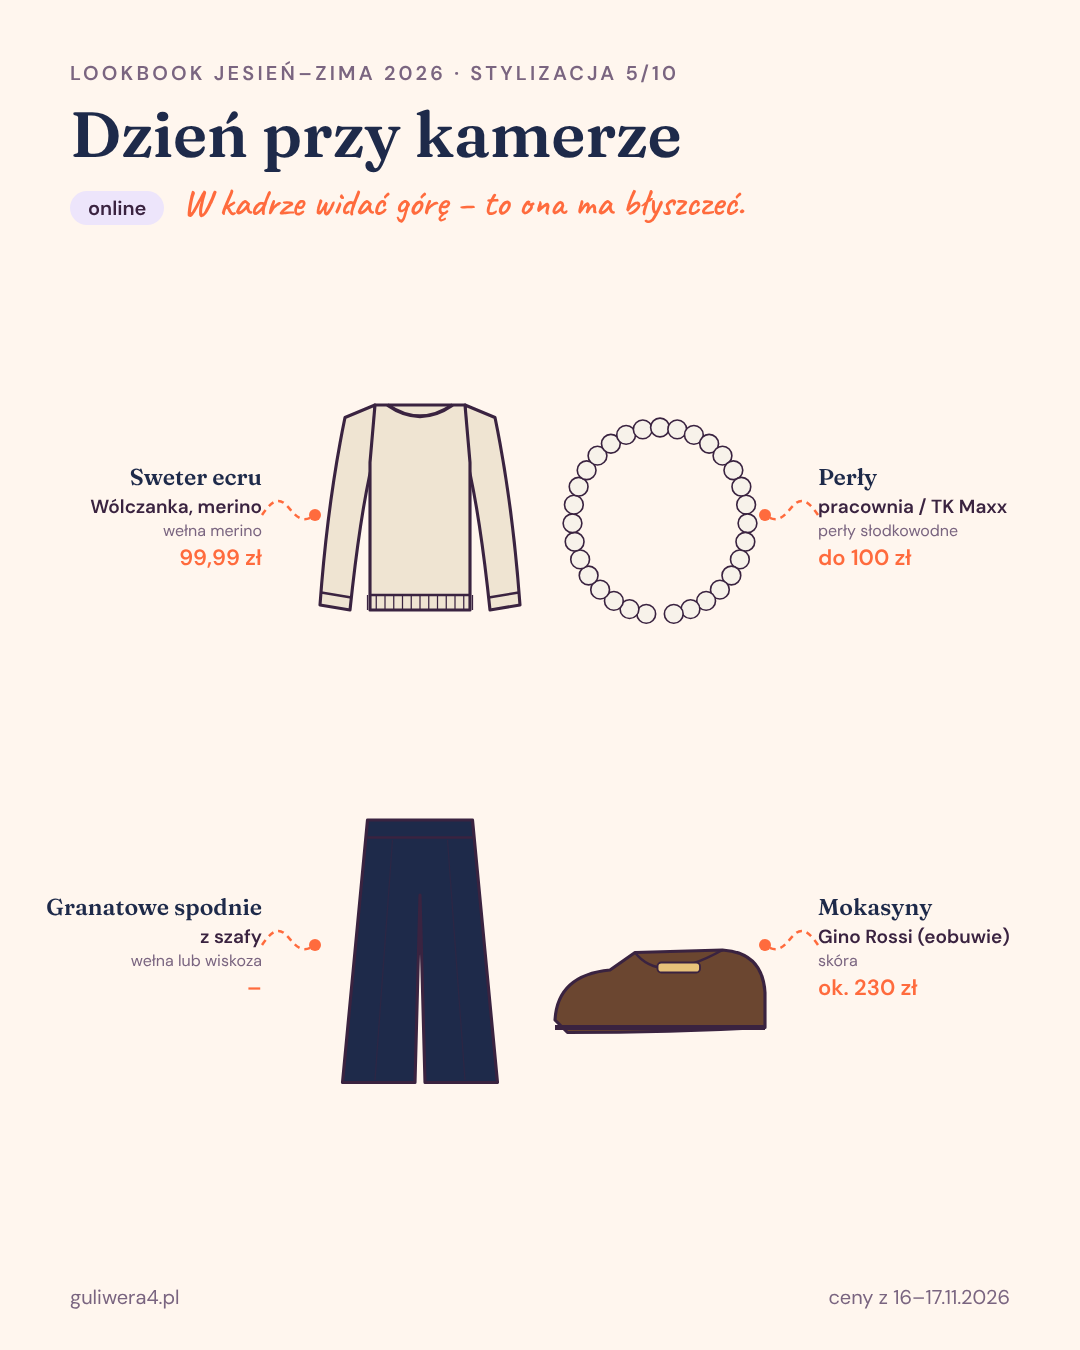 LOOKBOOK JESIEŃ–ZIMA 2026 · STYLIZACJA 5/10
Dzień przy kamerze
online
W kadrze widać górę – to ona ma błyszczeć.
Sweter ecru
Wólczanka, merino
wełna merino
99,99 zł
Perły
pracownia / TK Maxx
perły słodkowodne
do 100 zł
Granatowe spodnie
z szafy
wełna lub wiskoza
–
Mokasyny
Gino Rossi (eobuwie)
skóra
ok. 230 zł
guliwera4.pl
ceny z 16–17.11.2026